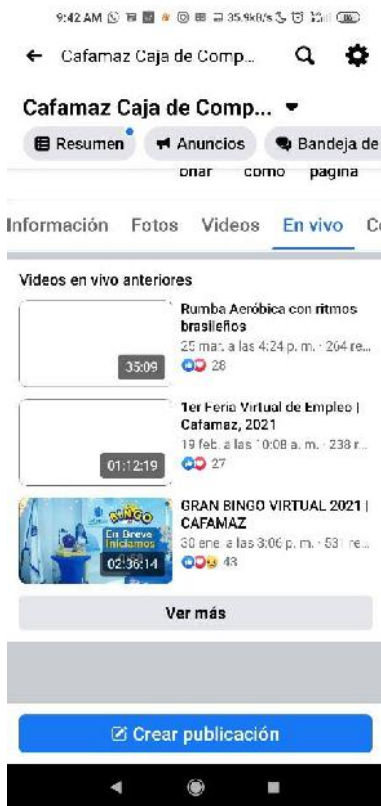 9:42 AM
35.9kB/s
Cafamaz Caja de Comp...
Cafamaz Caja de Comp...
Resumen
Anuncios
Bandeja de
onar como página
Información Fotos Videos En vivo
Videos en vivo anteriores
Rumba Aeróbica con ritmos
brasileños
25 mar. a las 4:24 p. m. · 264 re...
35:09
28
1er Feria Virtual de Empleo |
Cafamaz, 2021
19 feb. a las 10:08 a. m. · 238 r...
01:12:19
27
BINGO
En Breve
Iniciamos
02:36:14
GRAN BINGO VIRTUAL 2021 |
CAFAMAZ
30 ene. a las 3:06 p. m. · 531 re...
43
Ver más
Crear publicación